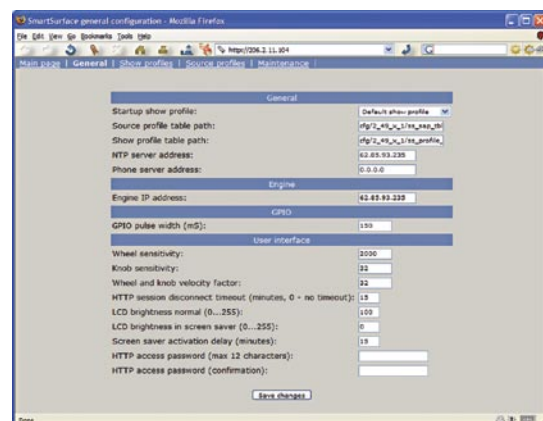 SmartSurface general configuration - Mozilla Firefox
File Edit View Go Bookmarks Tools Help
http://206.2.11.104
Main page | General | Show profiles | Source profiles | Maintenance |
General
Startup show profile: Default show profile
Source profile table path:
Show profile table path:
NTP server address: 62.85.93.235
Phone server address: 0.0.0.0
Engine
Engine IP address: 62.85.93.235
GPIO
GPIO pulse width (mS): 150
User interface
Wheel sensitivity: 2000
Knob sensitivity: 32
Wheel and knob velocity factor: 32
HTTP session disconnect timeout (minutes, 0 - no timeout): 15
LCD brightness normal (0...255): 100
LCD brightness in screen saver (0...255): 0
Screen saver activation delay (minutes): 15
HTTP access password (max 12 characters):
HTTP access password (confirmation):
Save changes
Done